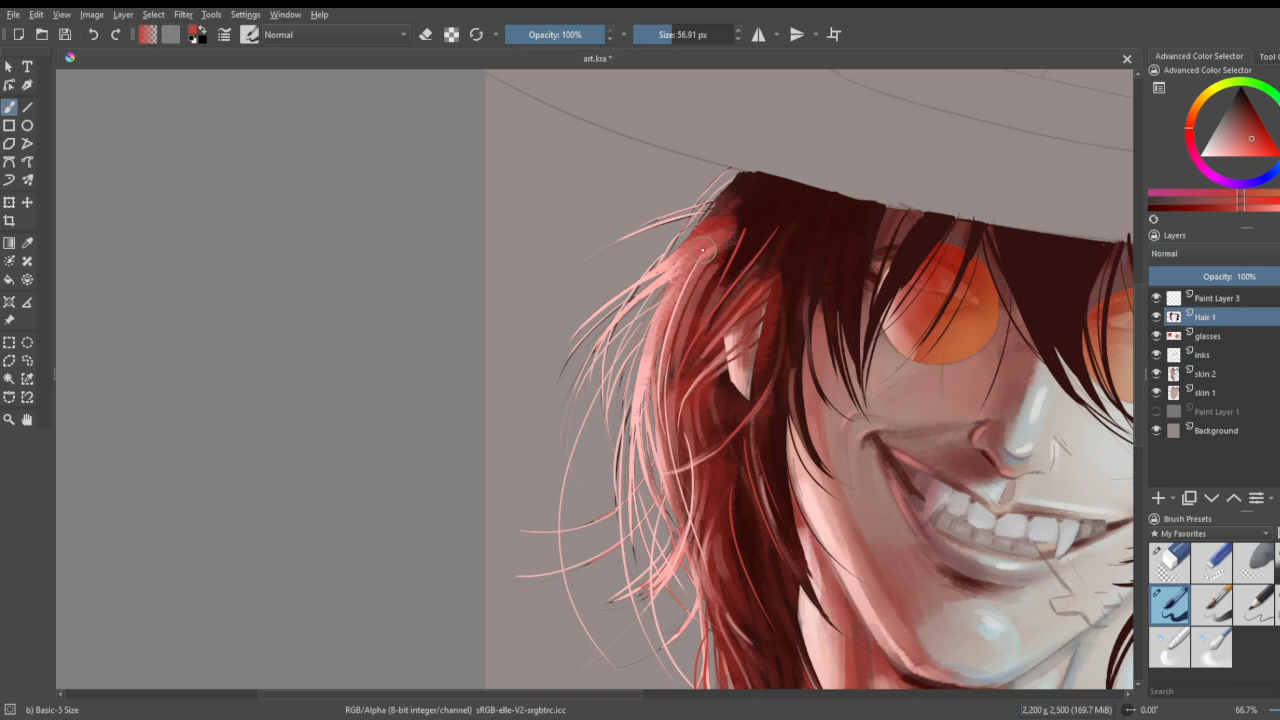 File Edit View Image Layer Select Filter Tools Settings Window Help
Normal Opacity: 100% Size: 56.91 px
art.kra *
Advanced Color Selector Tool O
Advanced Color Selector
Layers
Normal
Opacity: 100%
Paint Layer 3
Hair 1
glasses
inks
skin 2
skin 1
Paint Layer 1
Background
Brush Presets
★ My Favorites
Search
b) Basic-5 Size RGB/Alpha (8-bit integer/channel) sRGB-elle-V2-srgbtrc.icc 2,200 x 2,500 (169.7 MiB) 0.00° 66.7%